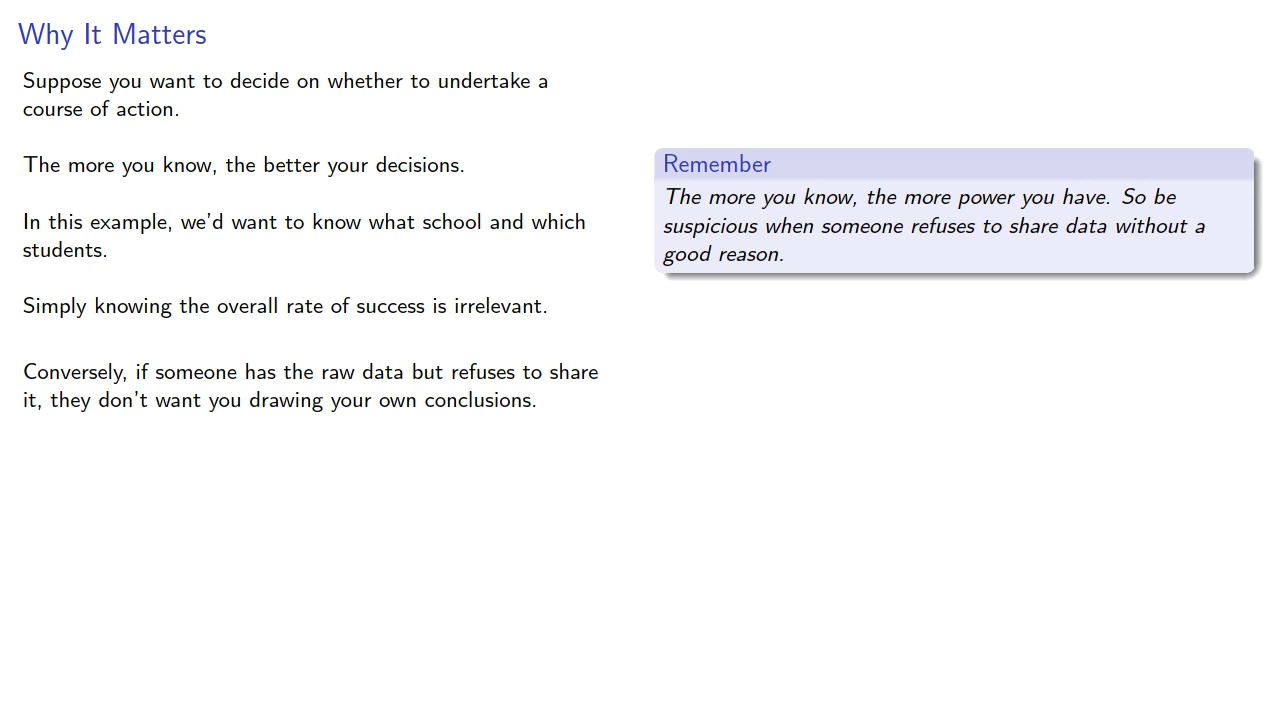 Why It Matters
Suppose you want to decide on whether to undertake a
course of action.
The more you know, the better your decisions.
In this example, we'd want to know what school and which
students.
Simply knowing the overall rate of success is irrelevant.
Conversely, if someone has the raw data but refuses to share
it, they don't want you drawing your own conclusions.
Remember
The more you know, the more power you have. So be
suspicious when someone refuses to share data without a
good reason.